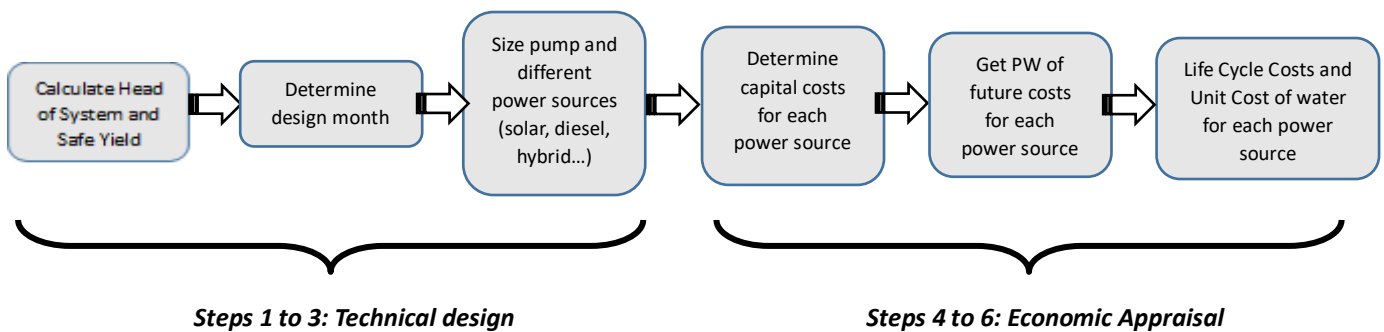 Calculate Head
of System and
Safe Yield
Determine
design month
Size pump and
different
power sources
(solar, diesel,
hybrid...)
Determine
capital costs
for each
power source
Get PW of
future costs
for each
power source
Life Cycle Costs and
Unit Cost of water
for each power
source
Steps 1 to 3: Technical design
Steps 4 to 6: Economic Appraisal